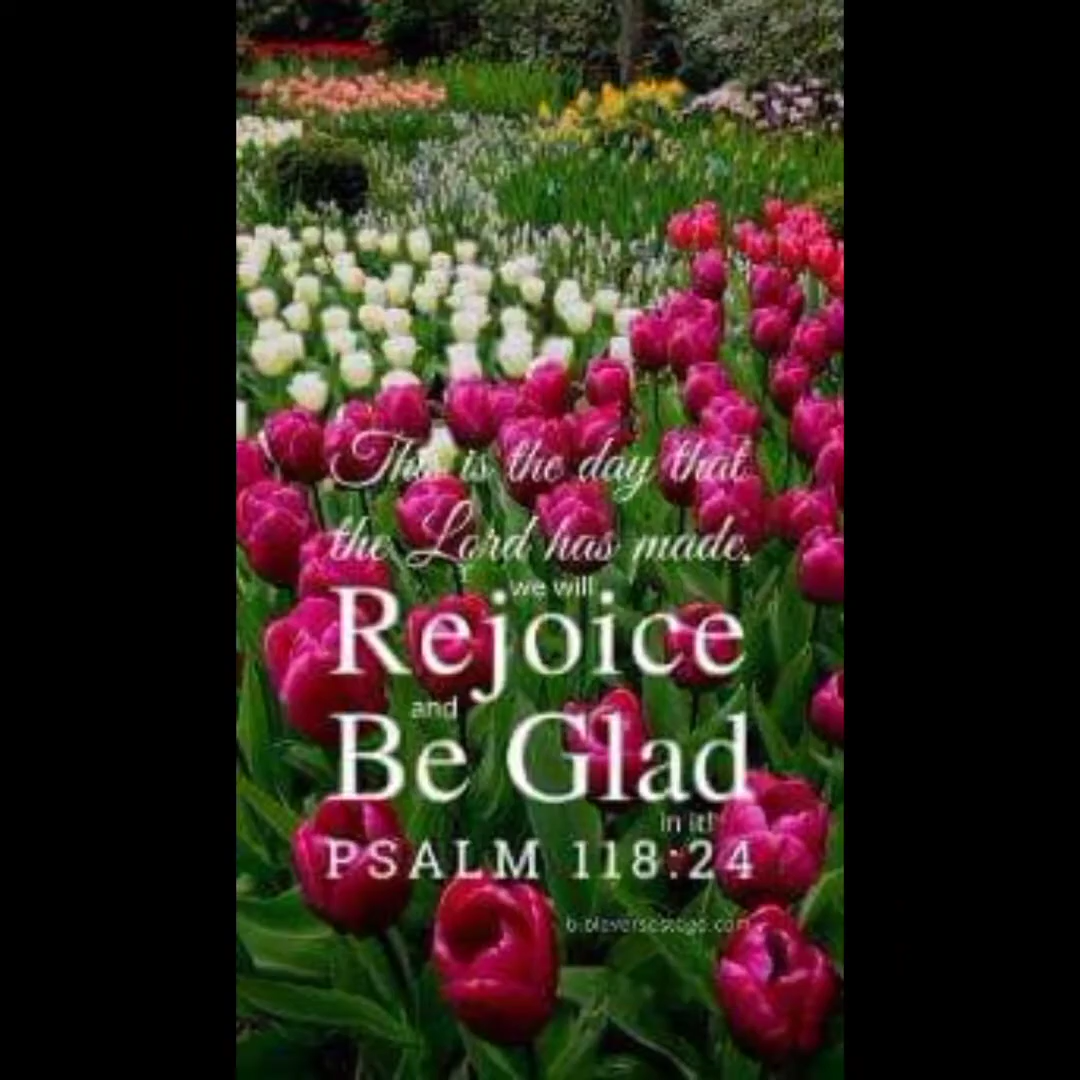 This is the day that
the Lord has made,
we will
Rejoice
and
Be Glad
in it!
PSALM 118:24